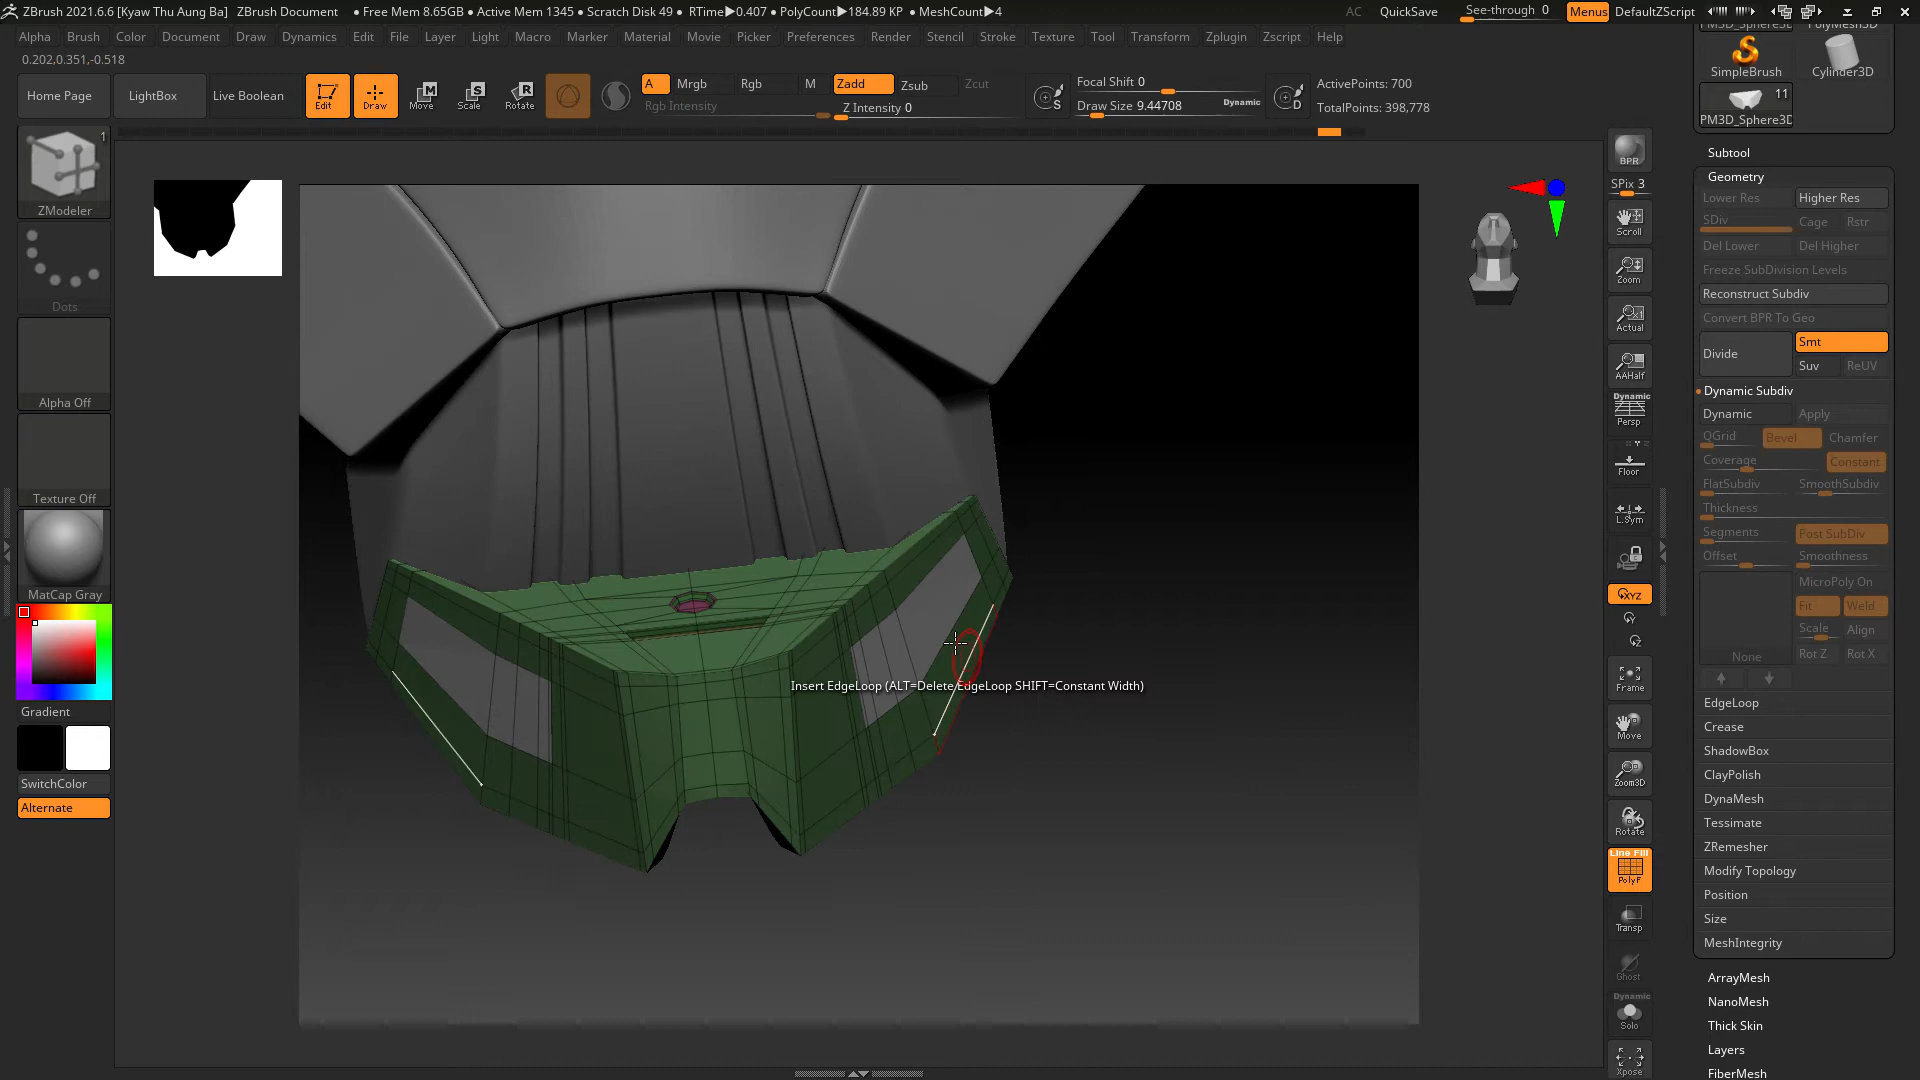 ZBrush 2021.6.6 [Kyaw Thu Aung Ba] ZBrush Document • Free Mem 8.65GB • Active Mem 1345 • Scratch Disk 49 • RTime▶0.407 • PolyCount▶184.89 KP • MeshCount▶4 AC QuickSave See-through 0 Menus DefaultZScript
Alpha Brush Color Document Draw Dynamics Edit File Layer Light Macro Marker Material Movie Picker Preferences Render Stencil Stroke Texture Tool Transform Zplugin Zscript Help
0.202,0.351,-0.518
Home Page LightBox Live Boolean Edit Draw Move Scale Rotate
A Mrgb Rgb M Zadd Zsub Zcut
Rgb Intensity Z Intensity 0
S Focal Shift 0
Draw Size 9.44708 Dynamic D
ActivePoints: 700
TotalPoints: 398,778
1
ZModeler
Dots
Alpha Off
Texture Off
MatCap Gray
Gradient
SwitchColor
Alternate
Insert EdgeLoop (ALT=Delete EdgeLoop SHIFT=Constant Width)
BPR
SPix 3
Scroll
Zoom
Actual
AAHalf
Dynamic
Persp
Floor
L.Sym
XYZ
Frame
Move
Zoom3D
Rotate
Line Fill
PolyF
Transp
Ghost
Dynamic
Solo
Xpose
PM3D_Sphere3D PolyMesh3D
SimpleBrush Cylinder3D
11
PM3D_Sphere3D
Subtool
Geometry
Lower Res Higher Res
SDiv Cage Rstr
Del Lower Del Higher
Freeze SubDivision Levels
Reconstruct Subdiv
Convert BPR To Geo
Divide Smt
Suv ReUV
Dynamic Subdiv
Dynamic Apply
QGrid Bevel Chamfer
Coverage Constant
FlatSubdiv SmoothSubdiv
Thickness
Segments Post SubDiv
Offset Smoothness
MicroPoly On
Fit Weld
Scale Align
None Rot Z Rot X
EdgeLoop
Crease
ShadowBox
ClayPolish
DynaMesh
Tessimate
ZRemesher
Modify Topology
Position
Size
MeshIntegrity
ArrayMesh
NanoMesh
Thick Skin
Layers
FiberMesh